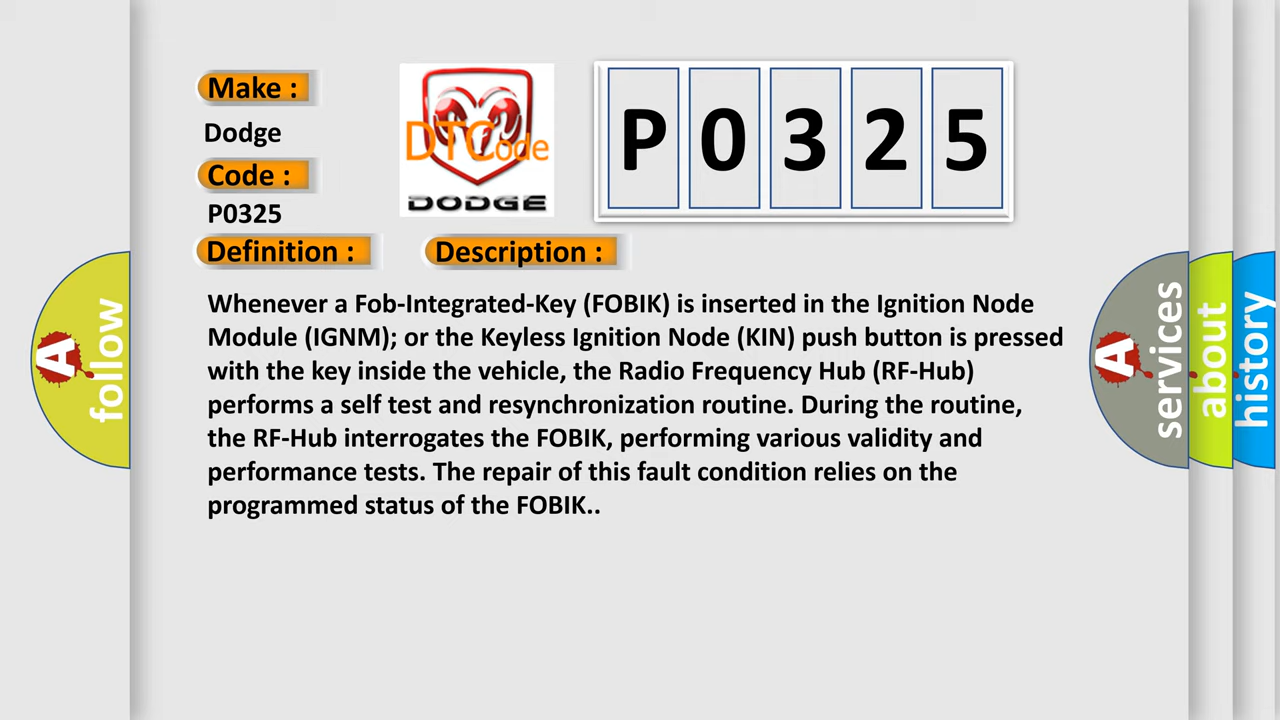 Make :
Dodge
Code :
P0325
Definition :
Description :
DTCode
DODGE
P0325
Whenever a Fob-Integrated-Key (FOBIK) is inserted in the Ignition Node
Module (IGNM); or the Keyless Ignition Node (KIN) push button is pressed
with the key inside the vehicle, the Radio Frequency Hub (RF-Hub)
performs a self test and resynchronization routine. During the routine,
the RF-Hub interrogates the FOBIK, performing various validity and
performance tests. The repair of this fault condition relies on the
programmed status of the FOBIK..
A follow
A services
about
history